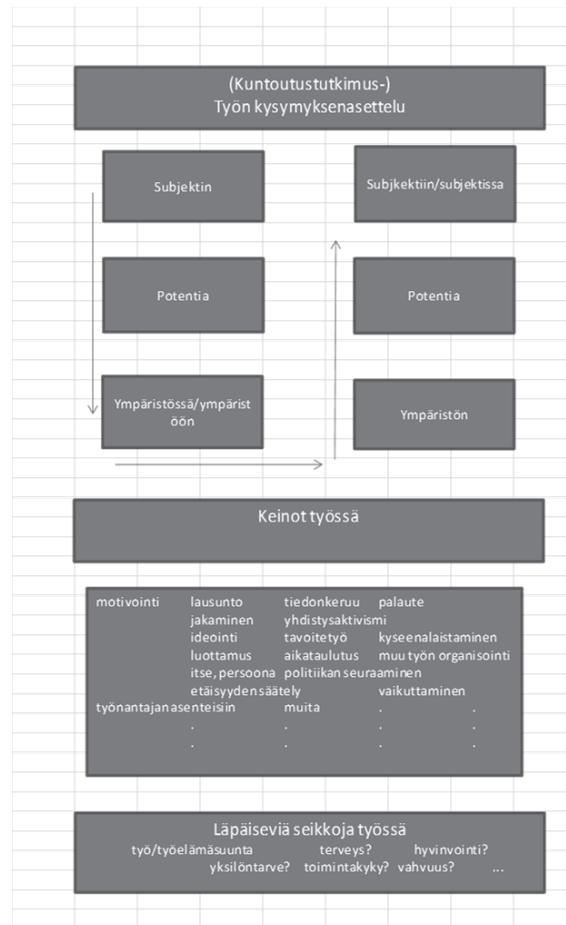 (Kuntoutustutkimus-)
Työn kysymyksenasettelu
Subjektin
Subjkektiin/subjektissa
Potentia
Potentia
Ympäristössä/ympärist
öön
Ympäristön
Keinot työssä
motivointi lausunto tiedonkeruu palaute
jakaminen yhdistysaktivismi
ideointi tavoitetyö kyseenalaistaminen
luottamus aikataulutus muu työn organisointi
itse, persoona politiikan seuraaminen
etäisyyden säätely vaikuttaminen
työnantajan asenteisiin muita . .
. . . .
. . . .
Läpäiseviä seikkoja työssä
työ/työelämäsuunta terveys? hyvinvointi?
yksilöntarve? toimintakyky? vahvuus? ...